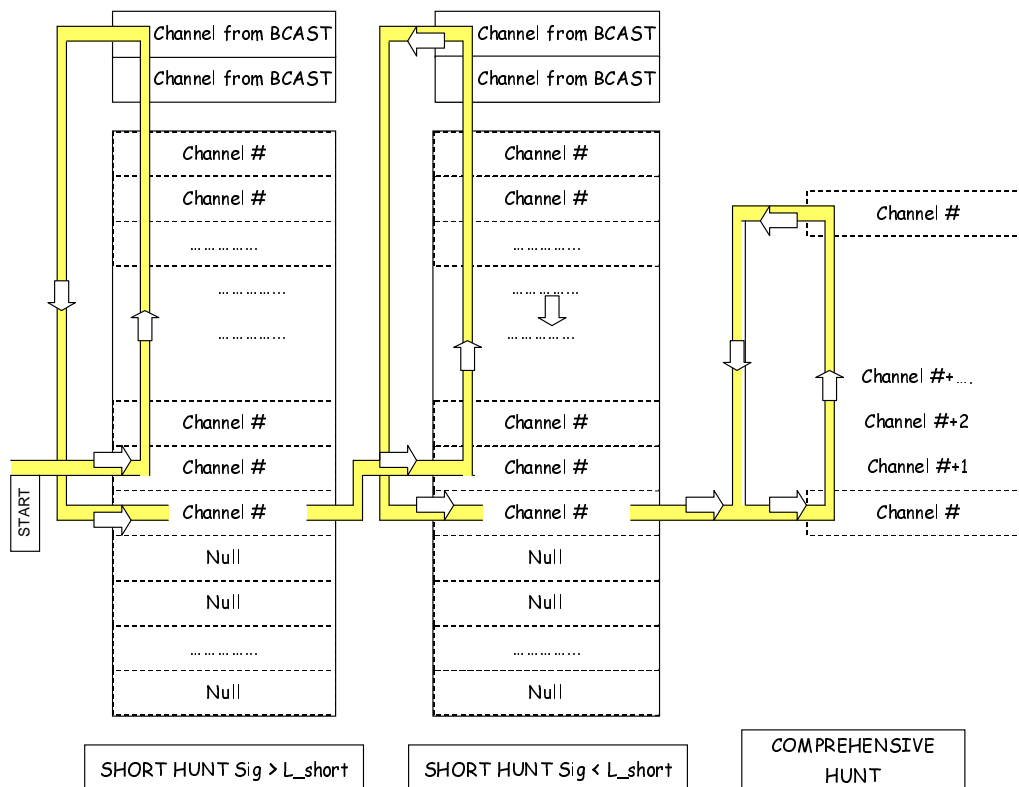 Channel from BCAST
Channel from BCAST
Channel #
Channel #
................
................
................
Channel #
Channel #
Channel #
Null
Null
................
Null
START
SHORT HUNT Sig > L_short
Channel from BCAST
Channel from BCAST
Channel #
Channel #
................
................
................
Channel #
Channel #
Channel #
Null
Null
................
Null
SHORT HUNT Sig < L_short
Channel #
Channel #+....
Channel #+2
Channel #+1
Channel #
COMPREHENSIVE
HUNT